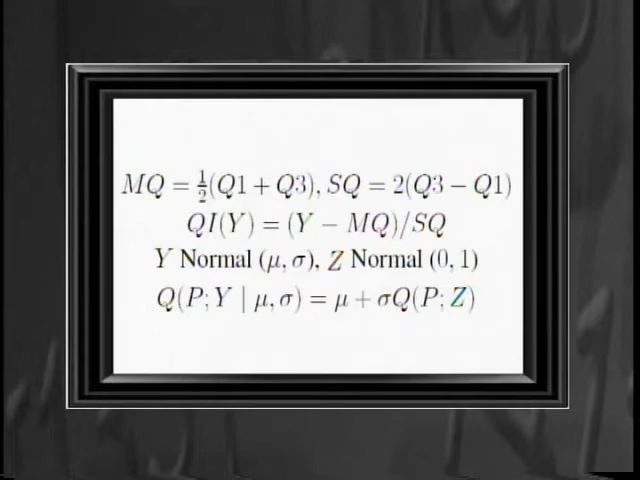 MQ = ½(Q1 + Q3), SQ = 2(Q3 − Q1)
QI(Y) = (Y − MQ)/SQ
Y Normal (μ, σ), Z Normal (0, 1)
Q(P; Y | μ, σ) = μ + σQ(P; Z)